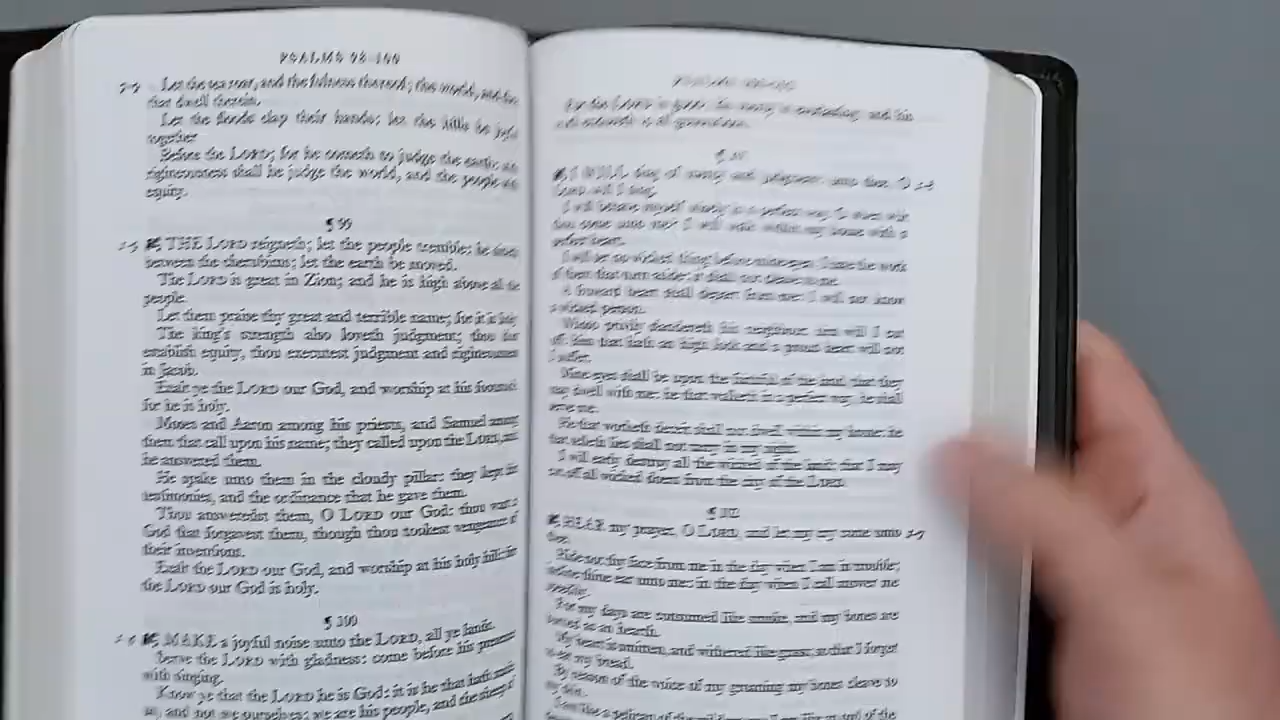 PSALMS 98-100
7-9 Let the sea roar, and the fulness thereof; the world, and
that dwell therein.
Let the floods clap their hands; let the hills be joyful
together
Before the LORD; for he cometh to judge the earth: with
righteousness shall he judge the world, and the people with
equity.
¶ 99
1-5 THE LORD reigneth; let the people tremble: he
between the cherubims; let the earth be moved.
The LORD is great in Zion; and he is high above all the
people.
Let them praise thy great and terrible name; for it is holy
The king's strength also loveth judgment; thou
establish equity, thou executest judgment and righteousness
in Jacob.
Exalt ye the LORD our God, and worship at his footstool
for he is holy.
Moses and Aaron among his priests, and Samuel among
them that call upon his name; they called upon the LORD, and
he answered them.
He spake unto them in the cloudy pillar: they kept his
testimonies, and the ordinance that he gave them.
Thou answeredst them, O LORD our God: thou wast a
God that forgavest them, though thou tookest vengeance of
their inventions.
Exalt the LORD our God, and worship at his holy hill: for
the LORD our God is holy.
¶ 100
MAKE a joyful noise unto the LORD, all ye lands.
Serve the LORD with gladness: come before his presence
with singing.
Know ye that the LORD he is God: it is he that hath made
us, and not we ourselves; we are his people, and the sheep of
PSALMS
For the LORD is good; his mercy is everlasting; and his
to all generations.
I WILL sing of mercy and judgment: unto thee, O
LORD, will I sing.
I will behave myself wisely in a perfect way. O when wilt
thou come unto me? I will walk within my house with a
perfect heart.
I will set no wicked thing before mine eyes: I hate the work
of them that turn aside; it shall not cleave to me.
A froward heart shall depart from me: I will not know
a wicked person.
Whoso privily slandereth his neighbour, him will I cut
off: him that hath an high look and a proud heart will not
I suffer.
Mine eyes shall be upon the faithful of the land, that they
may dwell with me: he that walketh in a perfect way, he shall
serve me.
He that worketh deceit shall not dwell within my house: he
that telleth lies shall not tarry in my sight.
I will early destroy all the wicked of the land; that I may
cut off all wicked doers from the city of the LORD.
¶ 102
HEAR my prayer, O LORD, and let my cry come unto
thee.
Hide not thy face from me in the day when I am in trouble;
incline thine ear unto me: in the day when I call answer me
speedily.
For my days are consumed like smoke, and my bones are
burned as an hearth.
My heart is smitten, and withered like grass; so that I forget
to eat my bread.
By reason of the voice of my groaning my bones cleave to
my skin.
I am like a pelican of the